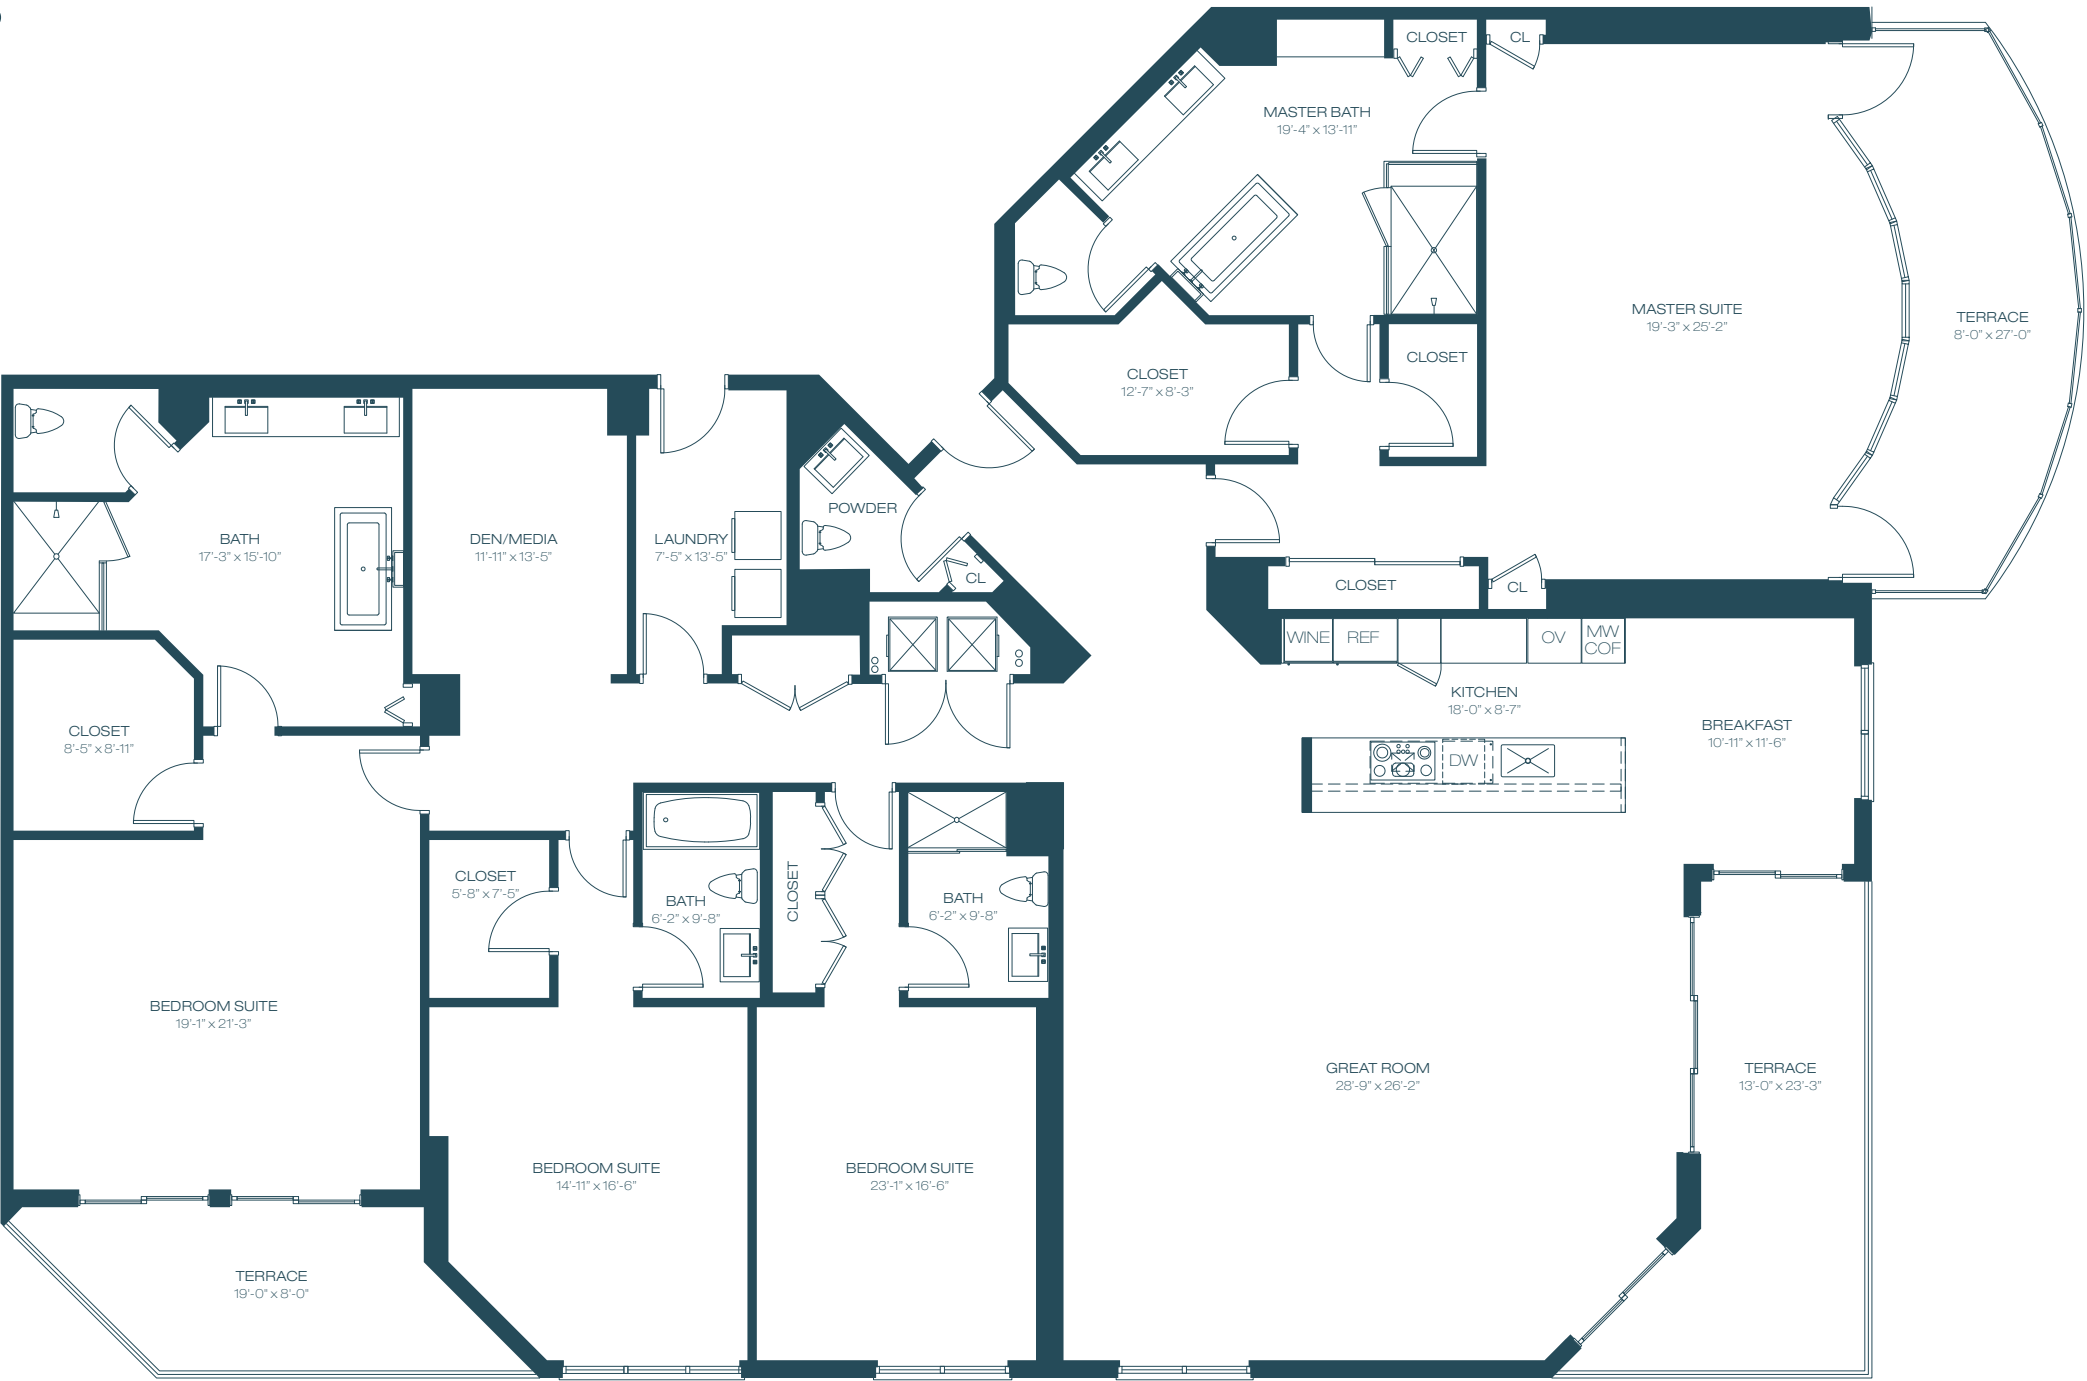 CLOSET
CL
MASTER BATH
19'-4" x 13'-11"
MASTER SUITE
19'-3" x 25'-2"
TERRACE
8'-0" x 27'-0"
CLOSET
CLOSET
12'-7" x 8'-3"
POWDER
BATH
17'-3" x 15'-10"
DEN/MEDIA
11'-11" x 13'-5"
LAUNDRY
7'-5" x 13'-5"
CL
CLOSET
CL
WINE
REF
OV
MW
COF
KITCHEN
18'-0" x 8'-7"
BREAKFAST
10'-11" x 11'-6"
CLOSET
8'-5" x 8'-11"
DW
CLOSET
5'-8" x 7'-5"
BATH
6'-2" x 9'-8"
CLOSET
BATH
6'-2" x 9'-8"
BEDROOM SUITE
19'-1" x 21'-3"
GREAT ROOM
28'-9" x 26'-2"
TERRACE
13'-0" x 23'-3"
BEDROOM SUITE
14'-11" x 16'-6"
BEDROOM SUITE
23'-1" x 16'-6"
TERRACE
19'-0" x 8'-0"